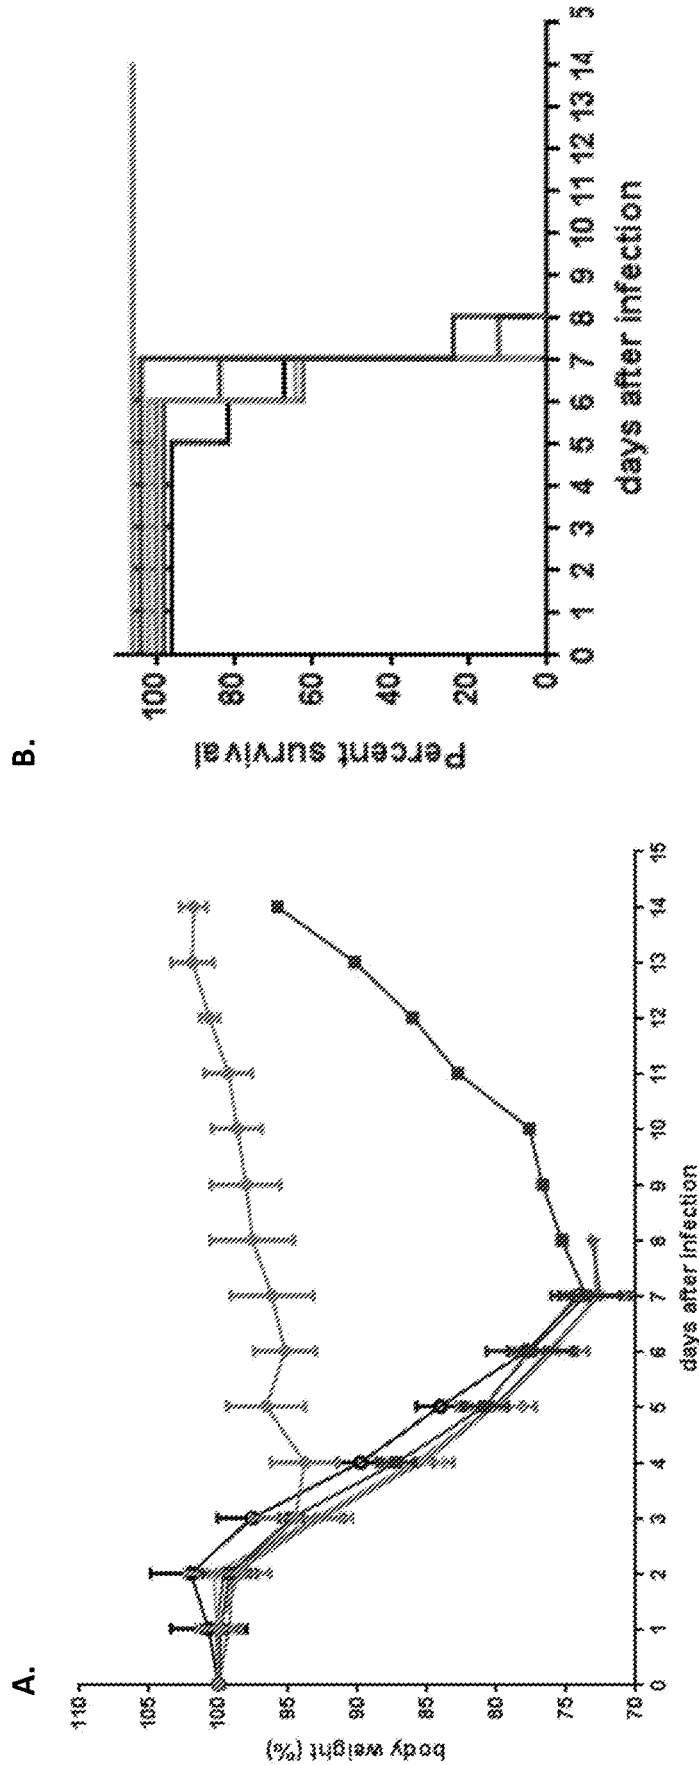 A.
110
105
100
95
90
85
80
75
70
body weight (%)
0 1 2 3 4 5 6 7 8 9 10 11 12 13 14 15
days after infection
B.
100
80
60
40
20
0
Percent survival
0 1 2 3 4 5 6 7 8 9 10 11 12 13 14 5
days after infection